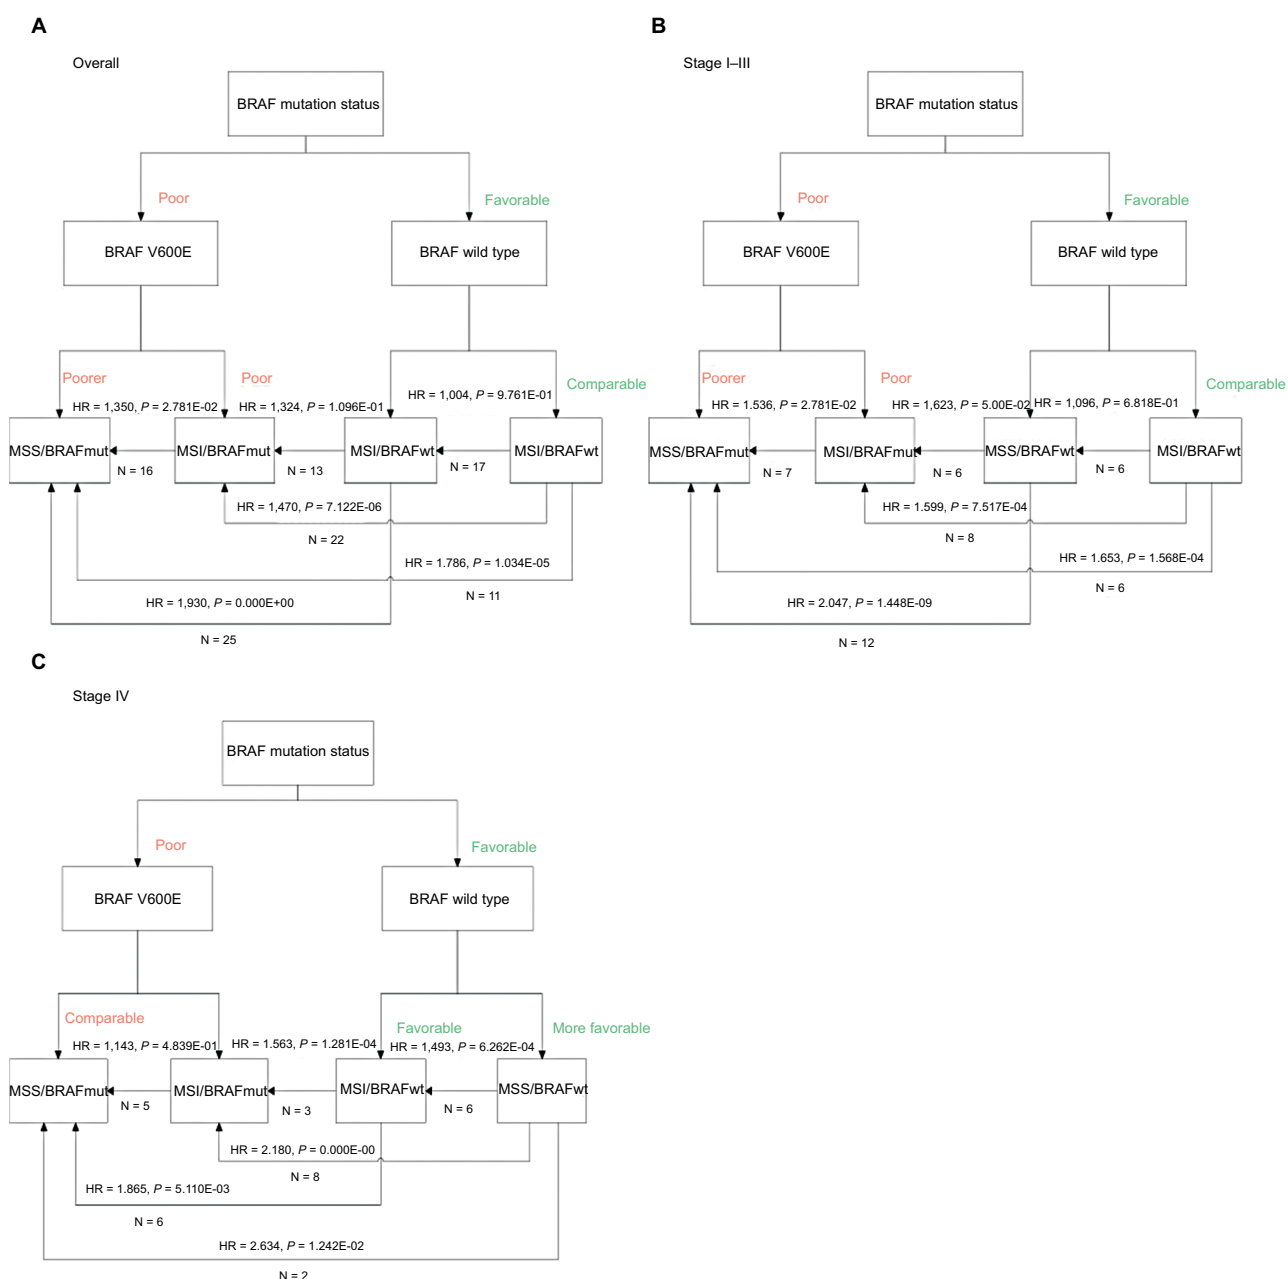 A
Overall
BRAF mutation status
Poor
Favorable
BRAF V600E
BRAF wild type
Poorer
Poor
Comparable
HR = 1,350, P = 2.781E-02
HR = 1,324, P = 1.096E-01
HR = 1,004, P = 9.761E-01
MSS/BRAFmut
MSI/BRAFmut
MSI/BRAFwt
MSI/BRAFwt
N = 16
N = 13
N = 17
HR = 1,470, P = 7.122E-06
N = 22
HR = 1.786, P = 1.034E-05
N = 11
HR = 1,930, P = 0.000E+00
N = 25
B
Stage I–III
BRAF mutation status
Poor
Favorable
BRAF V600E
BRAF wild type
Poorer
Poor
Comparable
HR = 1.536, P = 2.781E-02
HR = 1,623, P = 5.00E-02
HR = 1,096, P = 6.818E-01
MSS/BRAFmut
MSI/BRAFmut
MSS/BRAFwt
MSI/BRAFwt
N = 7
N = 6
N = 6
HR = 1.599, P = 7.517E-04
N = 8
HR = 1.653, P = 1.568E-04
N = 6
HR = 2.047, P = 1.448E-09
N = 12
C
Stage IV
BRAF mutation status
Poor
Favorable
BRAF V600E
BRAF wild type
Comparable
Favorable
More favorable
HR = 1,143, P = 4.839E-01
HR = 1.563, P = 1.281E-04
HR = 1,493, P = 6.262E-04
MSS/BRAFmut
MSI/BRAFmut
MSI/BRAFwt
MSS/BRAFwt
N = 5
N = 3
N = 6
HR = 2.180, P = 0.000E-00
N = 8
HR = 1.865, P = 5.110E-03
N = 6
HR = 2.634, P = 1.242E-02
N = 2